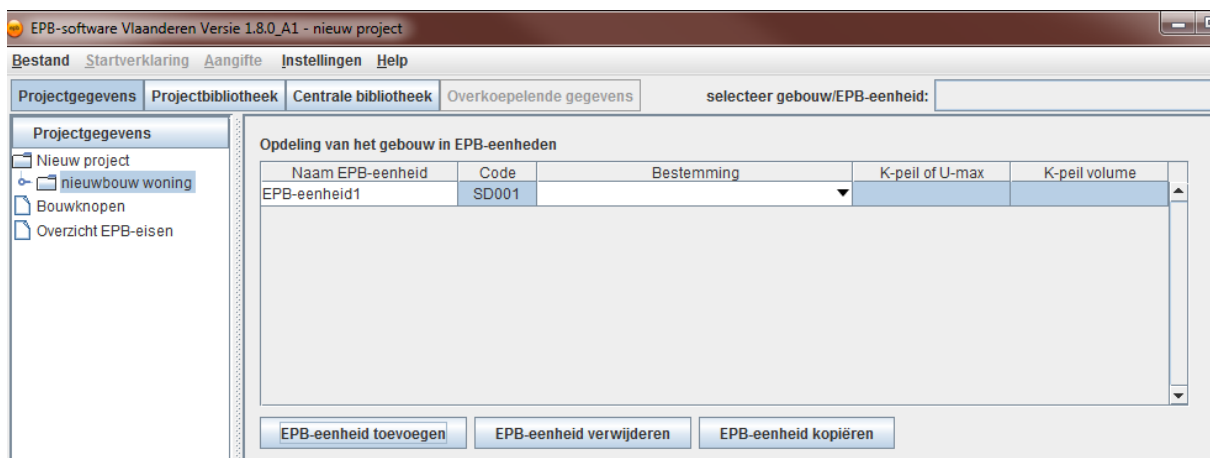 EPB-software Vlaanderen Versie 1.8.0_A1 - nieuw project
Bestand Startverklaring Aangifte Instellingen Help
Projectgegevens Projectbibliotheek Centrale bibliotheek Overkoepelende gegevens selecteer gebouw/EPB-eenheid:
Projectgegevens
Nieuw project
nieuwbouw woning
Bouwknopen
Overzicht EPB-eisen
Opdeling van het gebouw in EPB-eenheden
Naam EPB-eenheid Code Bestemming K-peil of U-max K-peil volume
EPB-eenheid1 SD001
EPB-eenheid toevoegen EPB-eenheid verwijderen EPB-eenheid kopiëren